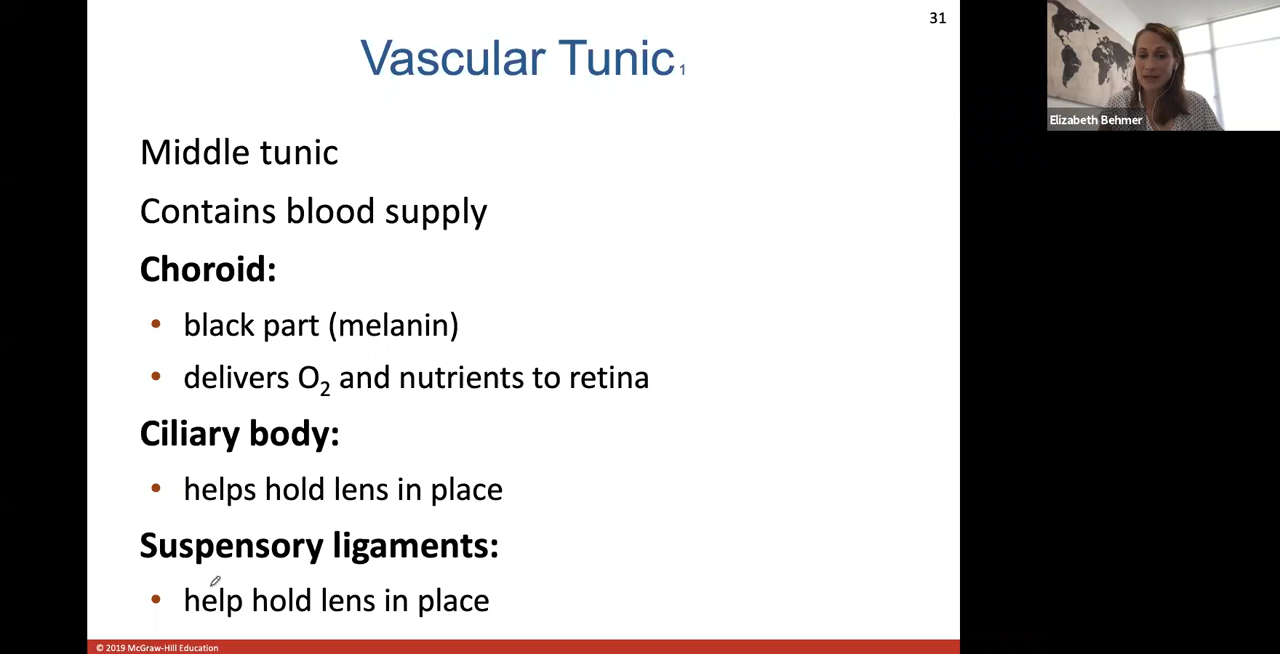 31
Vascular Tunic 1
Elizabeth Behmer
Middle tunic
Contains blood supply
Choroid:
• black part (melanin)
• delivers O₂ and nutrients to retina
Ciliary body:
• helps hold lens in place
Suspensory ligaments:
• help hold lens in place
© 2019 McGraw-Hill Education